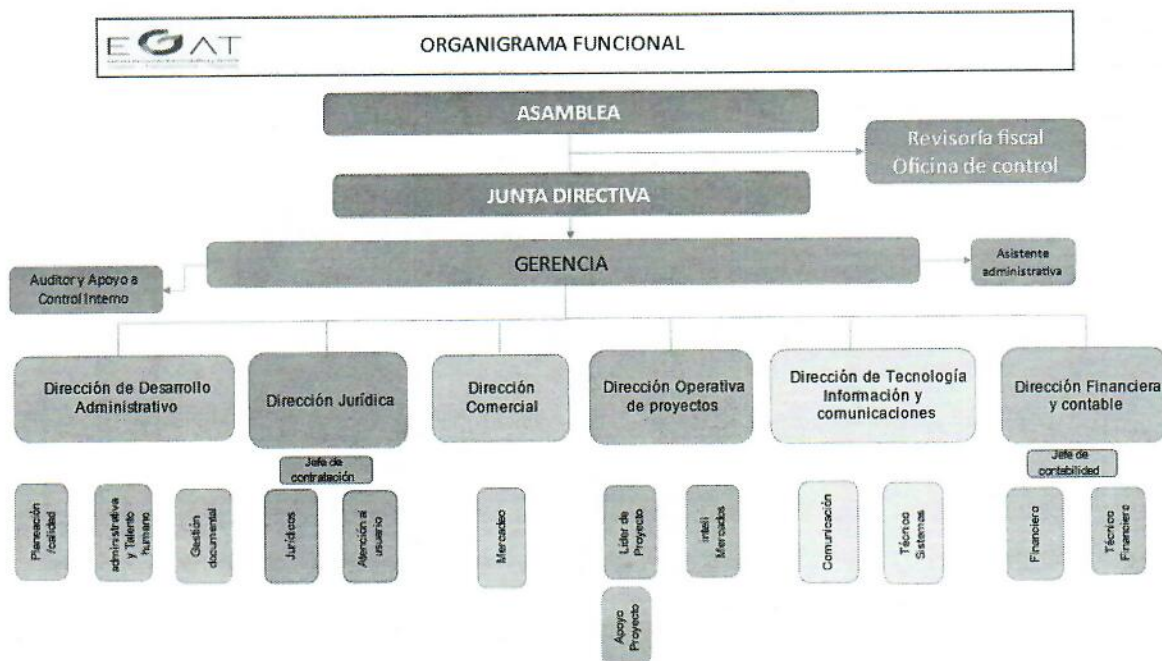 EGAT
ORGANIGRAMA FUNCIONAL
ASAMBLEA
Revisoría fiscal
Oficina de control
JUNTA DIRECTIVA
GERENCIA
Asistente
administrativa
Auditor y Apoyo a
Control Interno
Dirección de Desarrollo
Administrativo
Dirección Jurídica
Dirección
Comercial
Dirección Operativa
de proyectos
Dirección de Tecnología
Información y
comunicaciones
Dirección Financiera
y contable
Jefe de
contratación
Jefe de
contabilidad
Planeación
/calidad
administrativa
y Talento
humano
Gestión
documental
Jurídicos
Atención al
usuario
Mercadeo
Líder de
Proyecto
inteli
Mercados
Comunicación
Técnico
Sistemas
Financiero
Técnico
Financiero
Apoyo
Proyecto